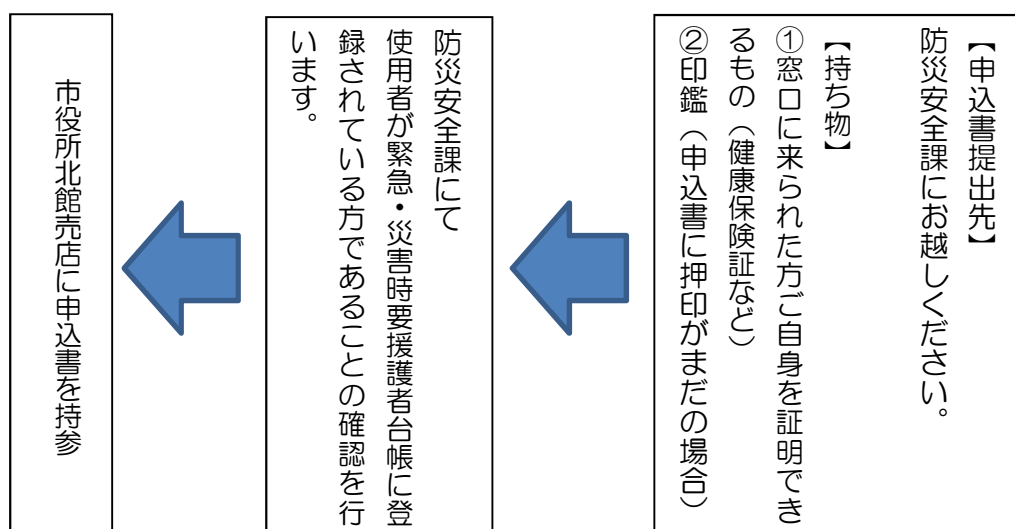 【申込書提出先】
防災安全課にお越しください。
【持ち物】
①窓口に来られた方ご自身を証明でき
るもの（健康保険証など）
②印鑑（申込書に押印がまだの場合）
防災安全課にて
使用者が緊急・災害時要援護者台帳に登
録されている方であることの確認を行
います。
市役所北館売店に申込書を持参